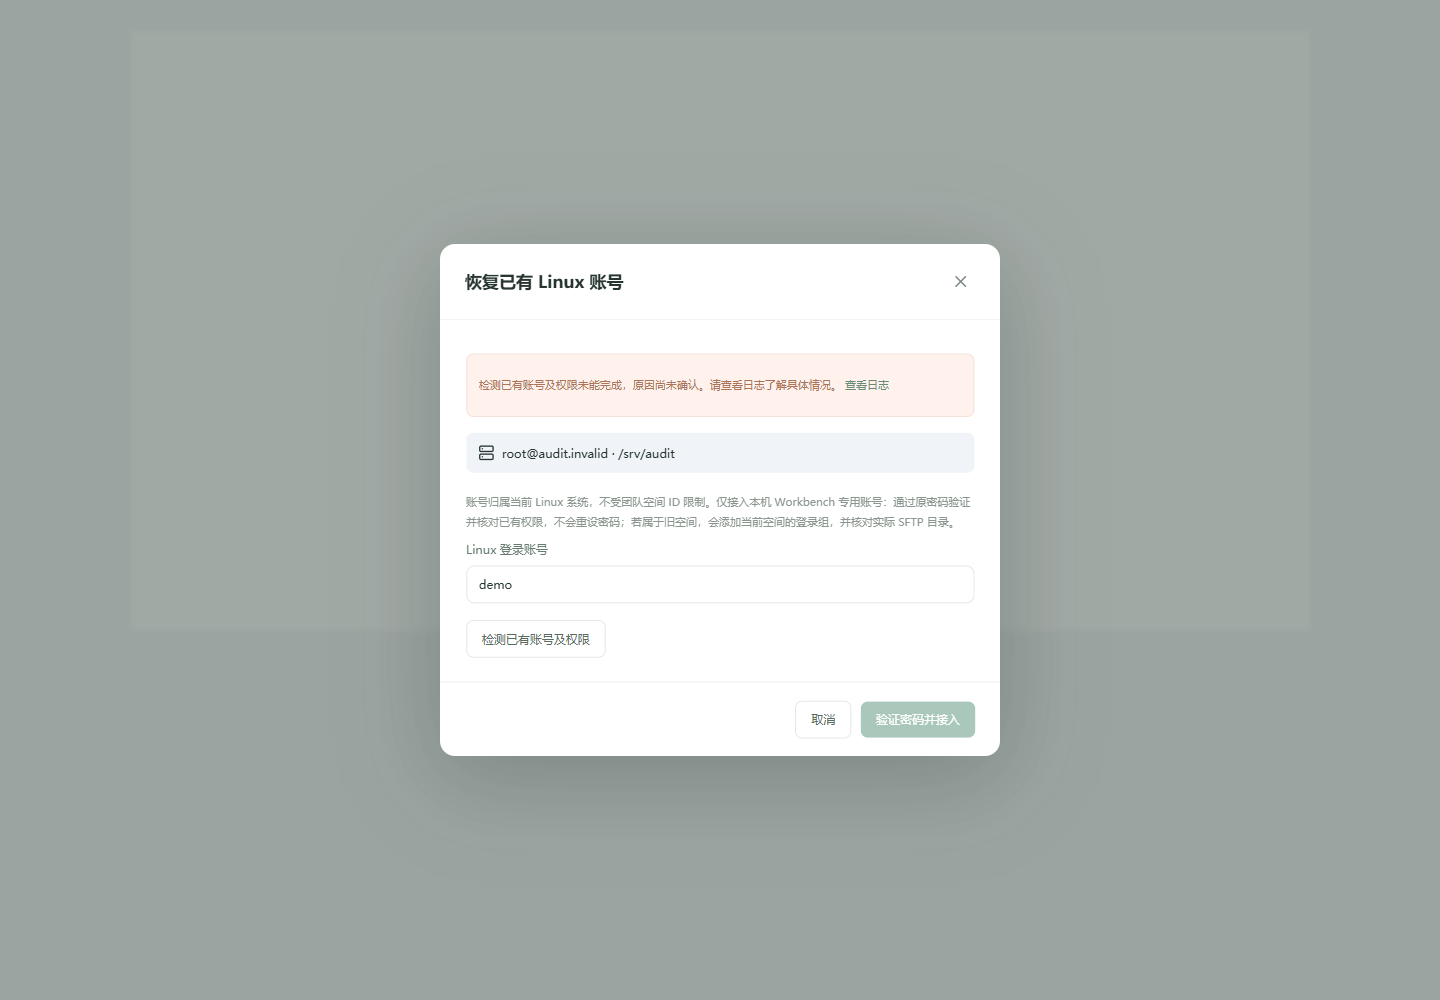 恢复已有 Linux 账号
检测已有账号及权限未能完成，原因尚未确认。请查看日志了解具体情况。 查看日志
root@audit.invalid · /srv/audit
账号归属当前 Linux 系统，不受团队空间 ID 限制。仅接入本机 Workbench 专用账号：通过原密码验证
并核对已有权限，不会重设密码；若属于旧空间，会添加当前空间的登录组，并核对实际 SFTP 目录。
Linux 登录账号
demo
检测已有账号及权限
取消
验证密码并接入